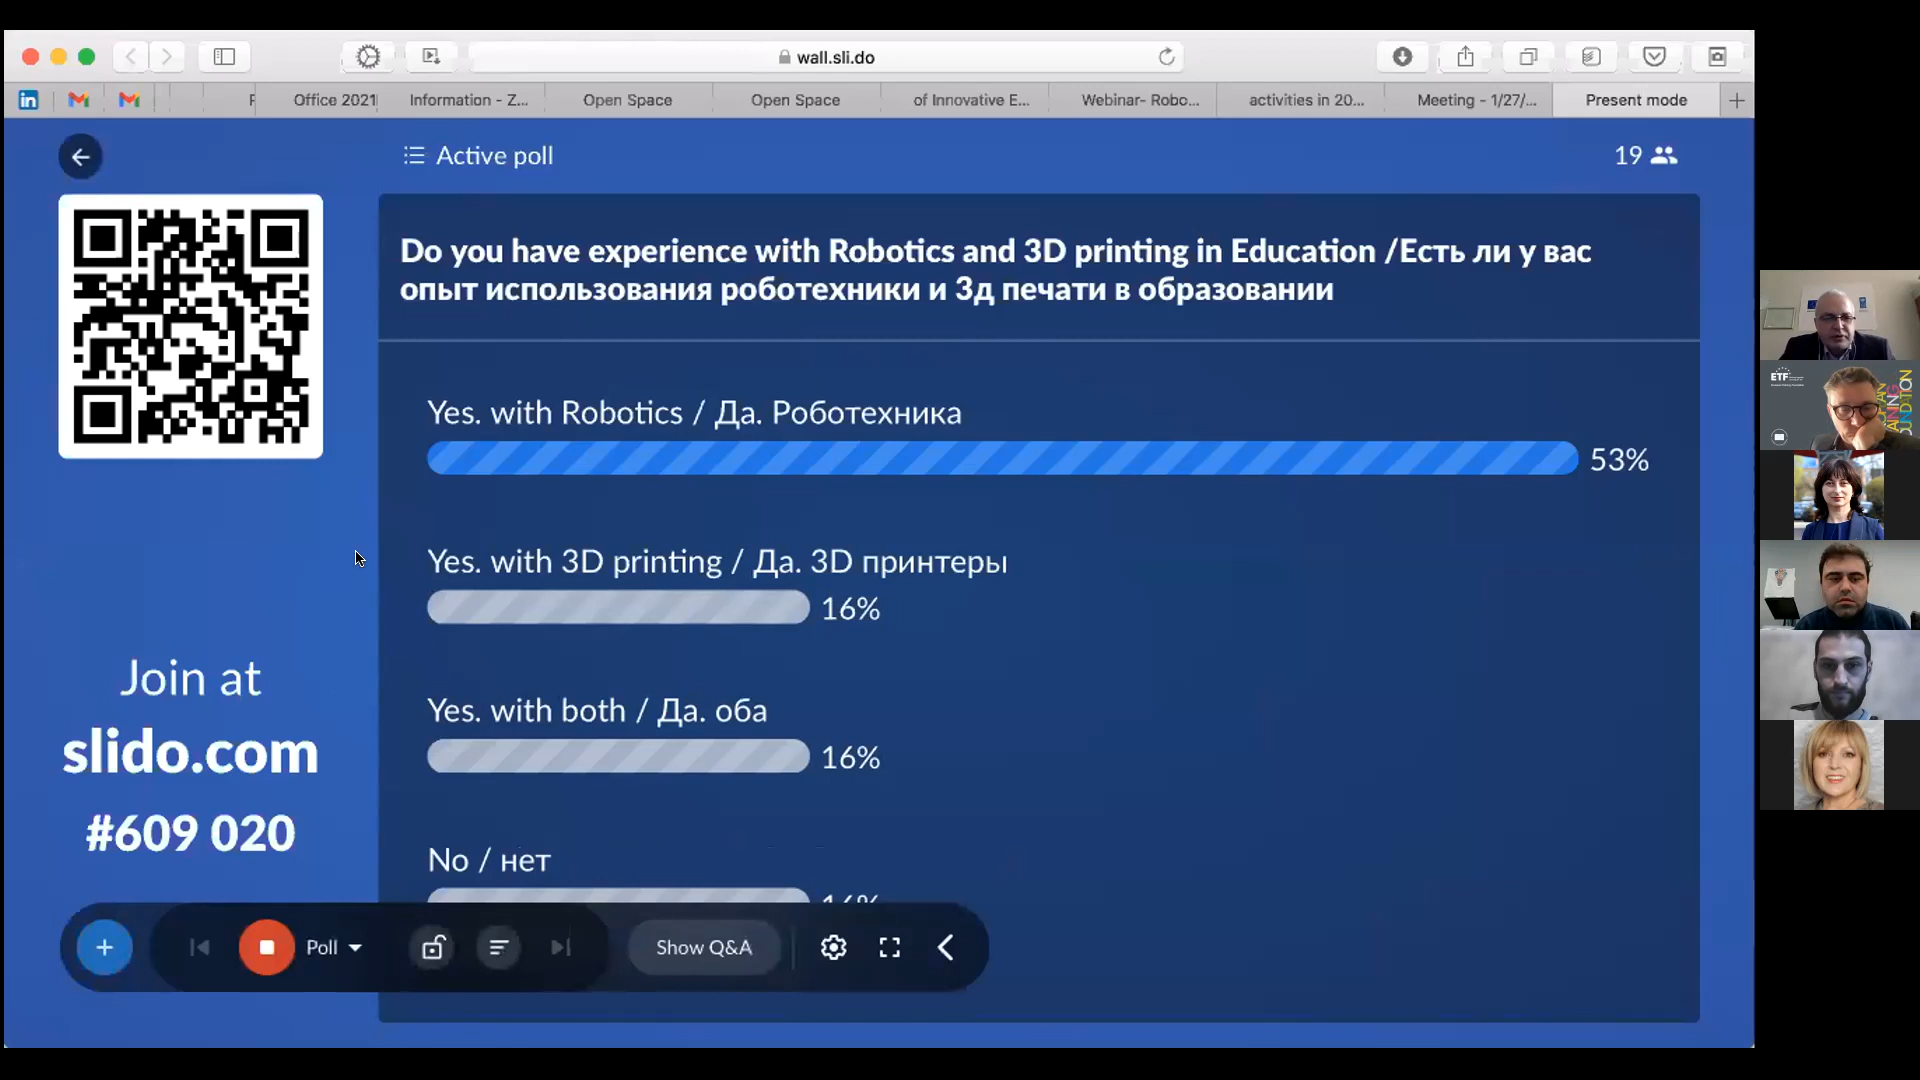 wall.sli.do
Office 2021
Information - Z...
Open Space
Open Space
of Innovative E...
Webinar- Robo...
activities in 20...
Meeting - 1/27/...
Present mode
Active poll
19
Do you have experience with Robotics and 3D printing in Education /Есть ли у вас
опыт использования роботехники и 3д печати в образовании
Yes. with Robotics / Да. Роботехника
53%
Yes. with 3D printing / Да. 3D принтеры
16%
Yes. with both / Да. оба
16%
No / нет
16%
Join at
slido.com
#609 020
Poll
Show Q&A
ETF